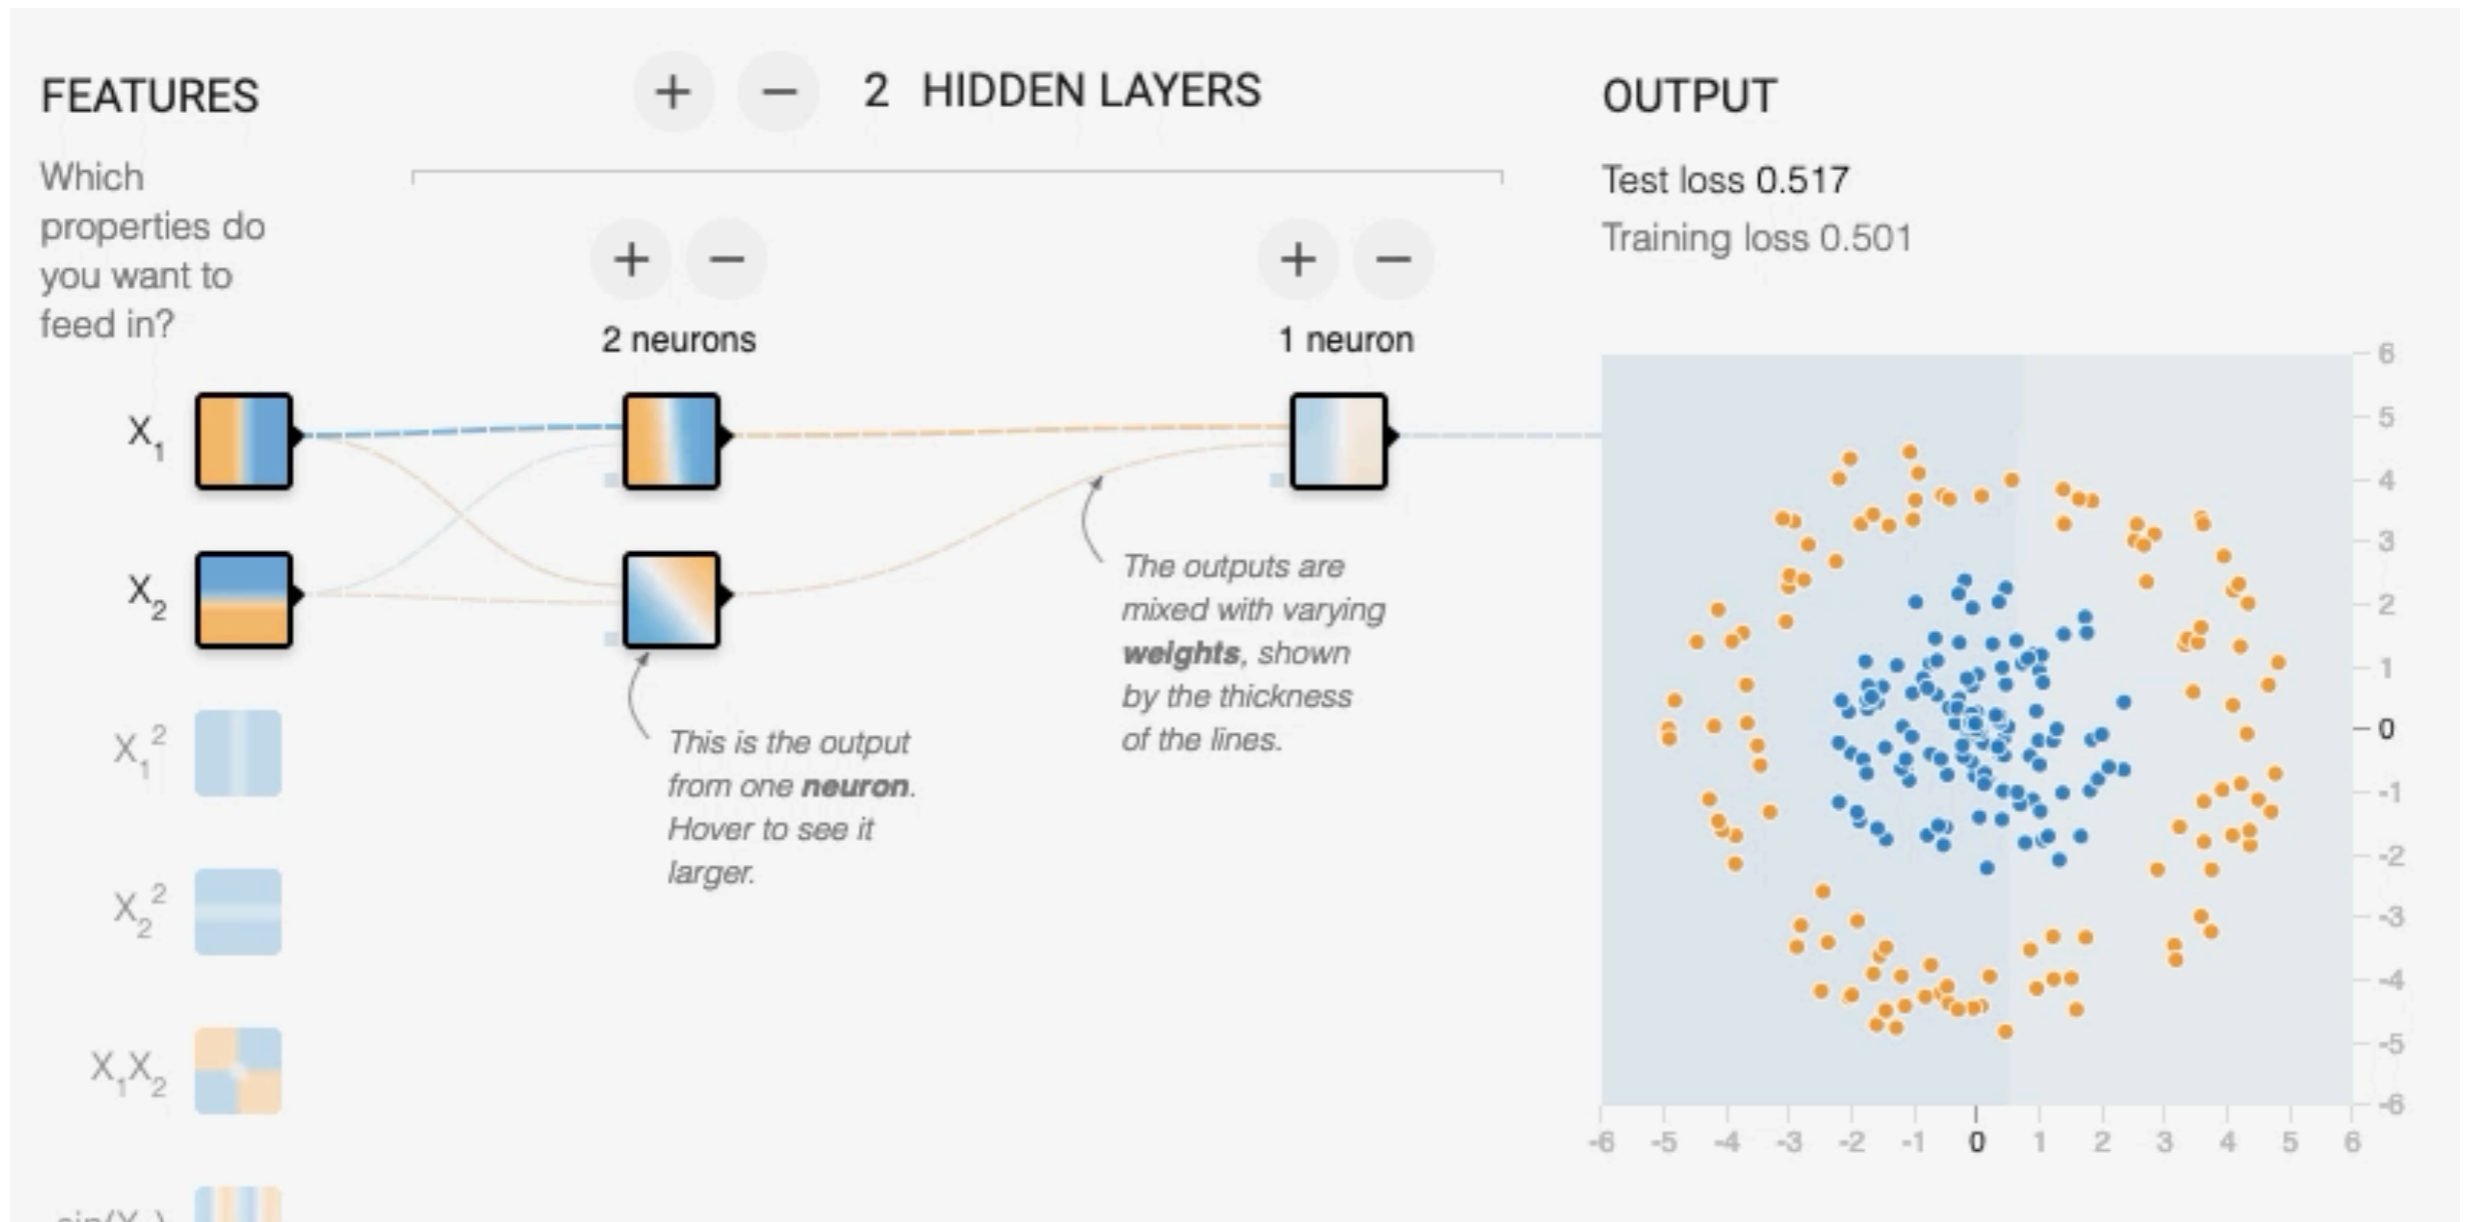 FEATURES
Which
properties do
you want to
feed in?
+ − 2 HIDDEN LAYERS
+ −
2 neurons
+ −
1 neuron
X1
X2
X1²
X2²
X1X2
sin(X1)
This is the output
from one neuron.
Hover to see it
larger.
The outputs are
mixed with varying
weights, shown
by the thickness
of the lines.
OUTPUT
Test loss 0.517
Training loss 0.501
6
5
4
3
2
1
0
-1
-2
-3
-4
-5
-6
-6 -5 -4 -3 -2 -1 0 1 2 3 4 5 6